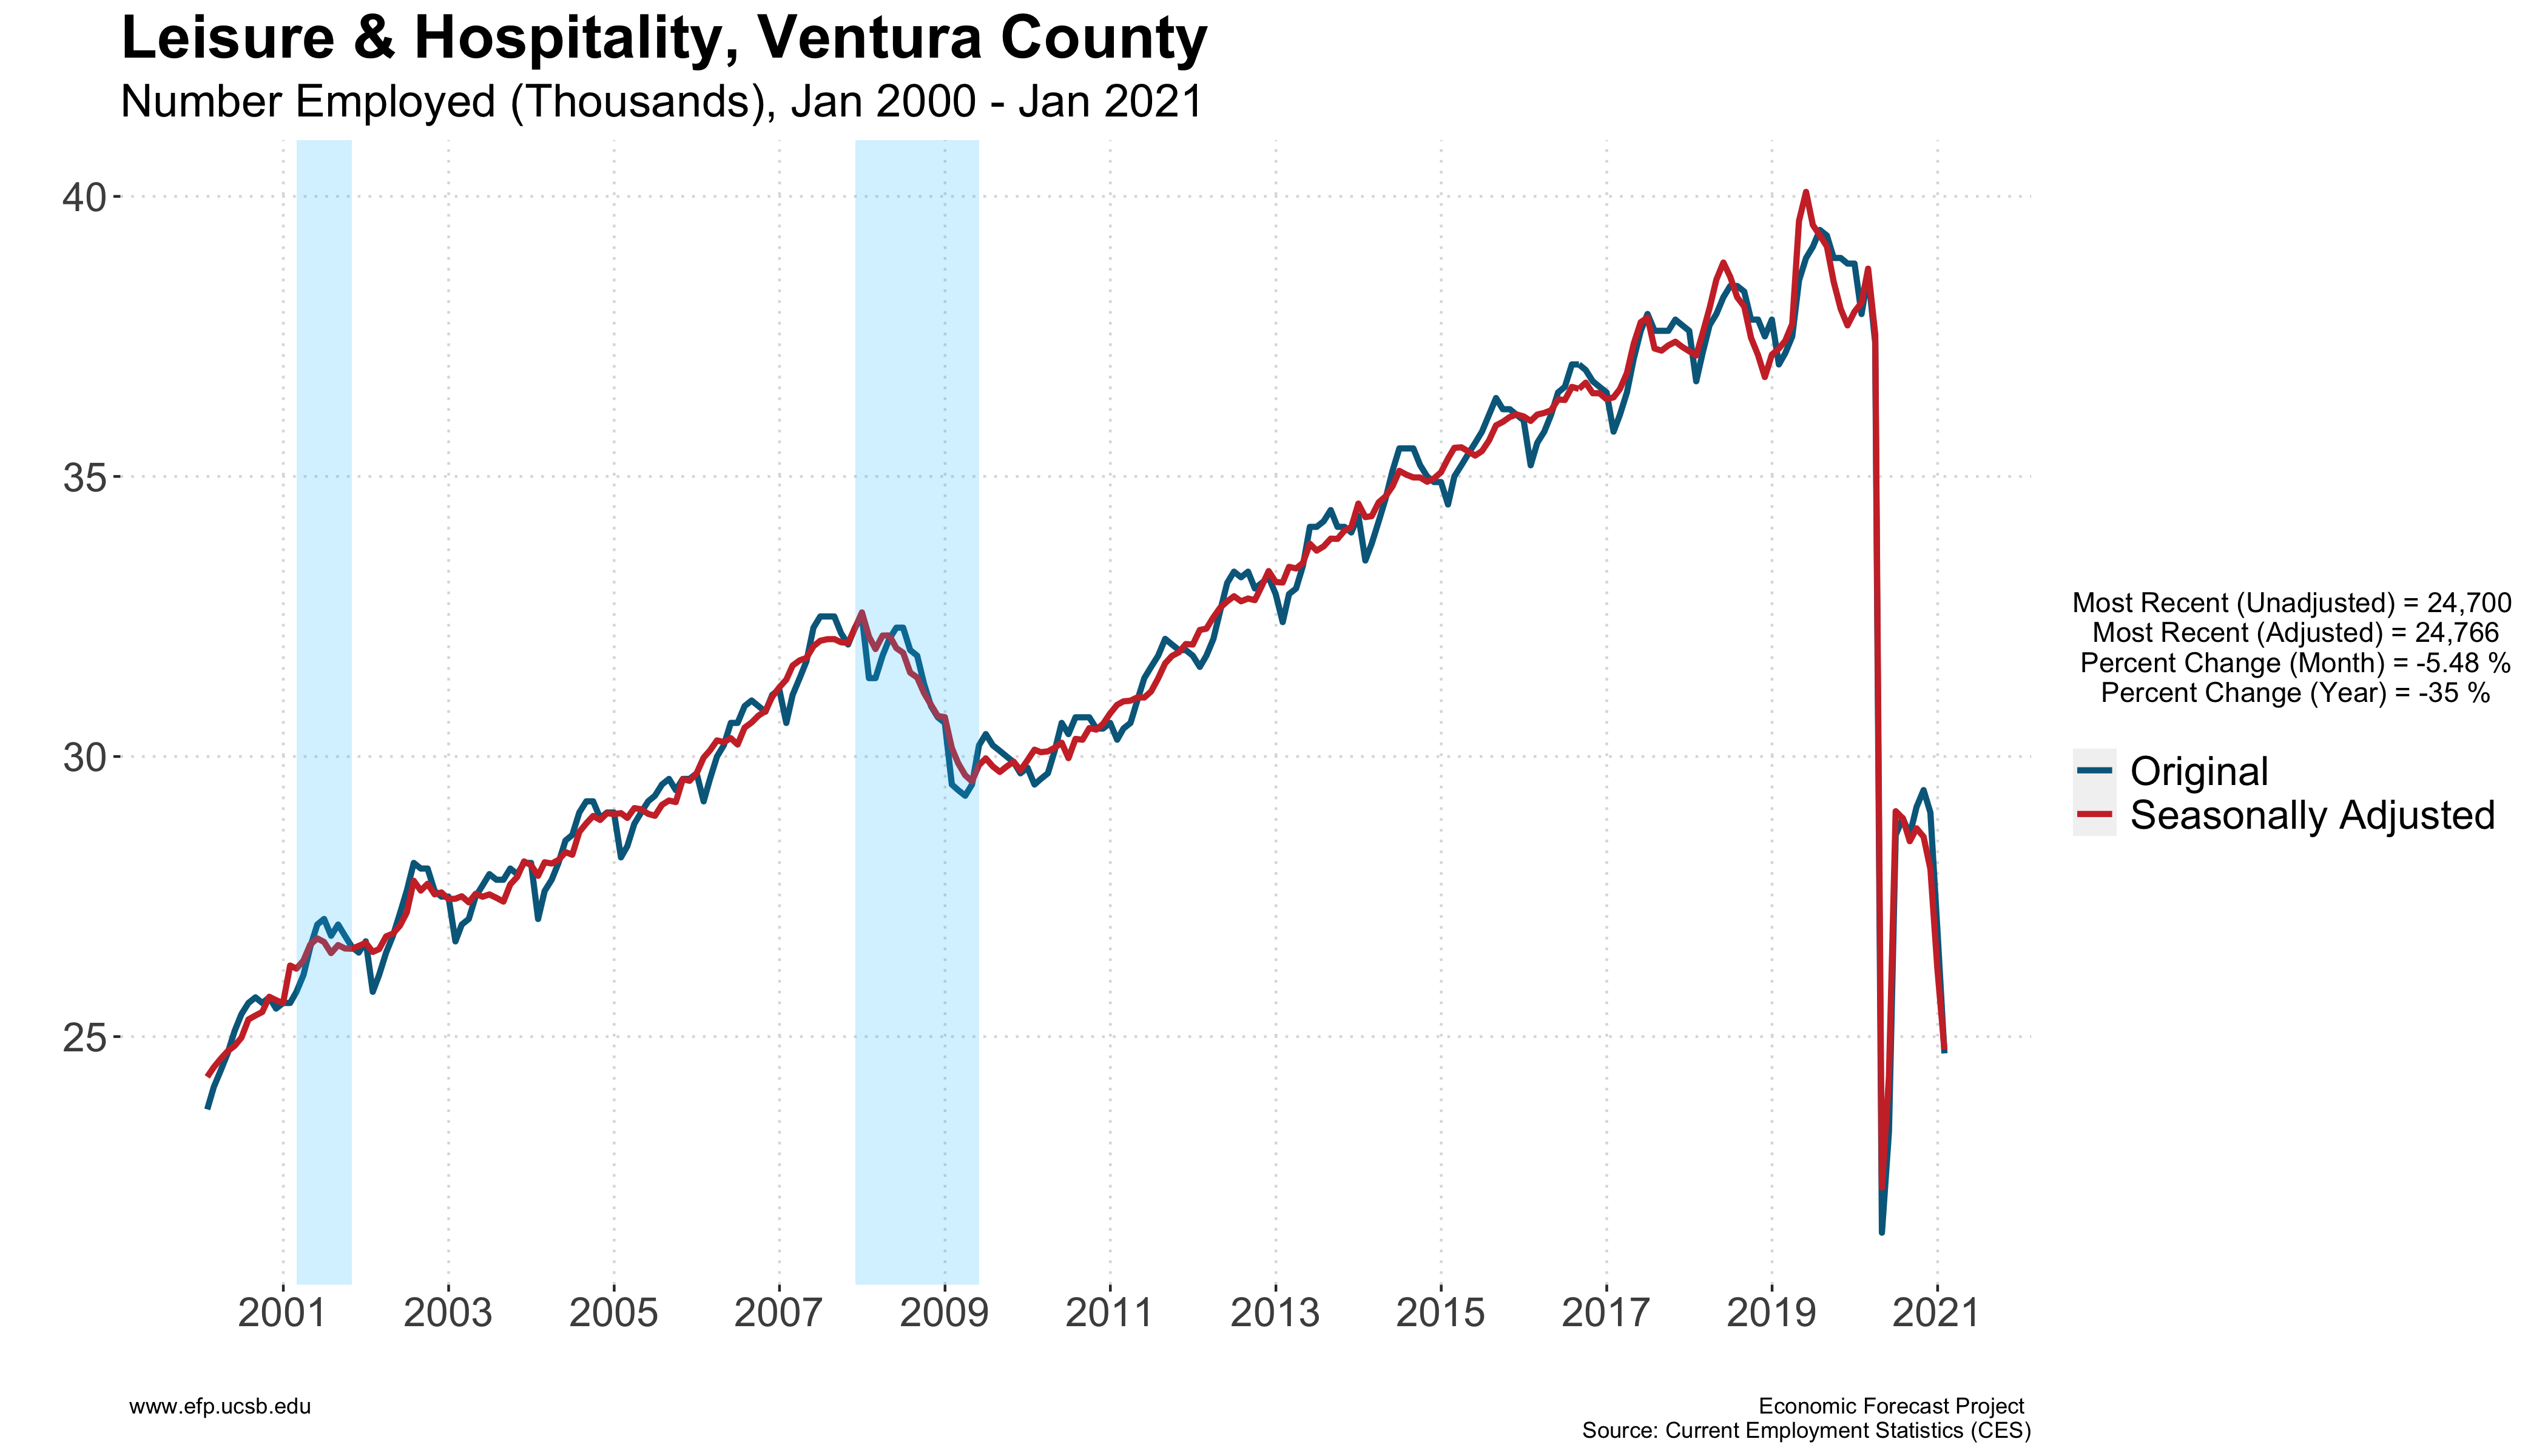 Leisure & Hospitality, Ventura County
Number Employed (Thousands), Jan 2000 - Jan 2021
40
35
30
25
2001 2003 2005 2007 2009 2011 2013 2015 2017 2019 2021
Most Recent (Unadjusted) = 24,700
Most Recent (Adjusted) = 24,766
Percent Change (Month) = -5.48 %
Percent Change (Year) = -35 %
Original
Seasonally Adjusted
www.efp.ucsb.edu
Economic Forecast Project
Source: Current Employment Statistics (CES)